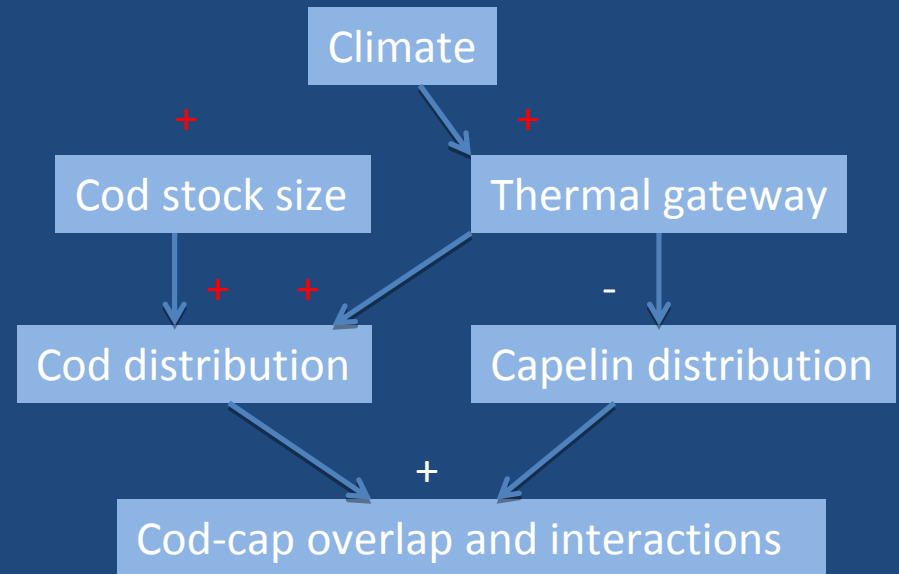 Climate
+ +
Cod stock size Thermal gateway
+ + -
Cod distribution Capelin distribution
+
Cod-cap overlap and interactions